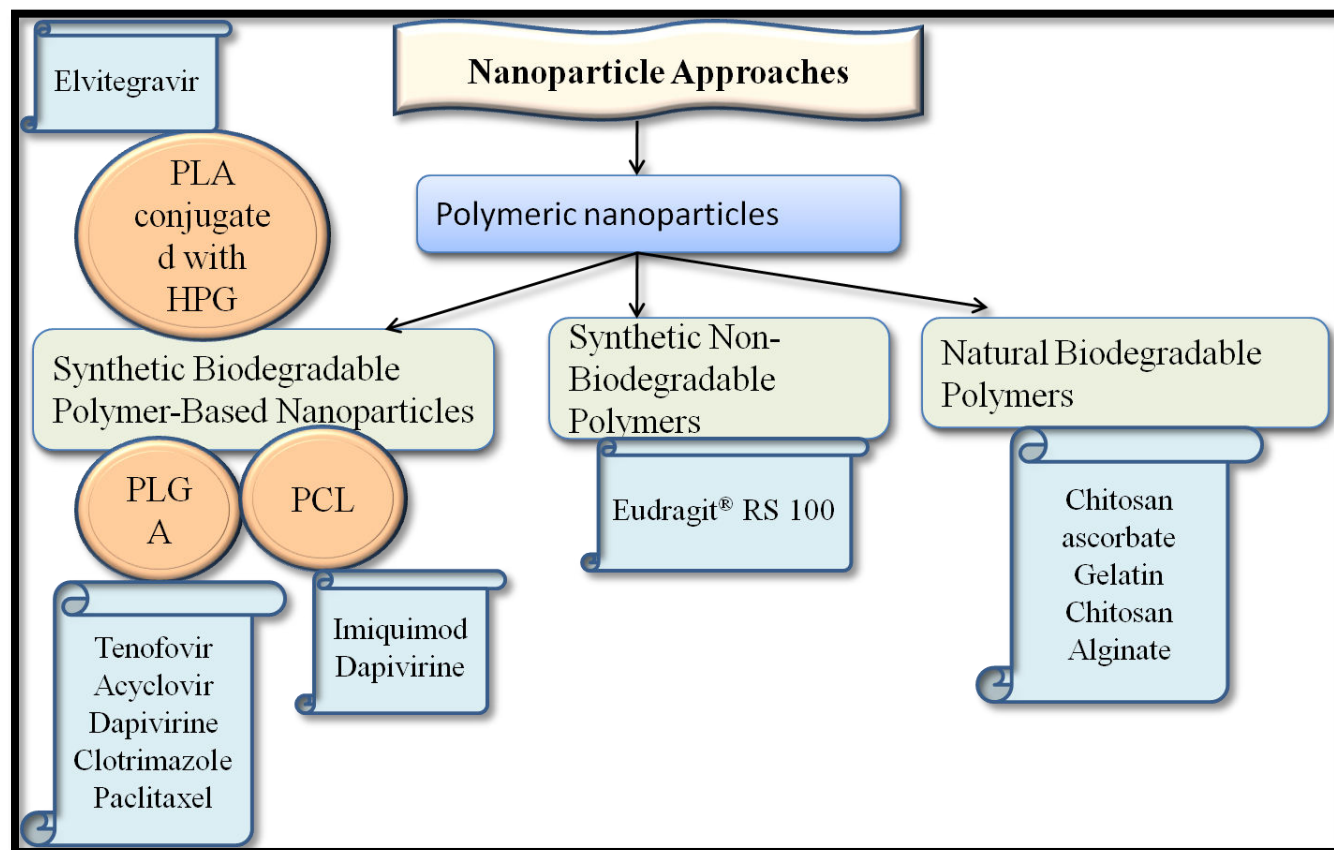 Elvitegravir
Nanoparticle Approaches
PLA
conjugate
d with
HPG
Polymeric nanoparticles
Synthetic Biodegradable
Polymer-Based Nanoparticles
Synthetic Non-
Biodegradable
Polymers
Natural Biodegradable
Polymers
PLG
A
PCL
Eudragit® RS 100
Chitosan
ascorbate
Gelatin
Chitosan
Alginate
Tenofovir
Acyclovir
Dapivirine
Clotrimazole
Paclitaxel
Imiquimod
Dapivirine